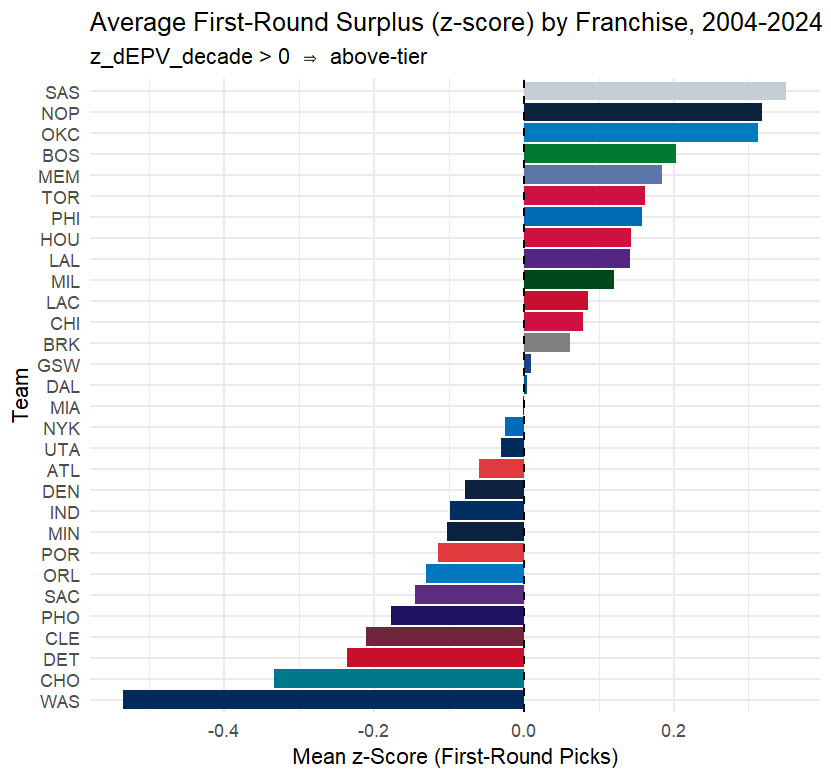 Average First-Round Surplus (z-score) by Franchise, 2004-2024
z_dEPV_decade > 0 ⇒ above-tier
Team
SAS
NOP
OKC
BOS
MEM
TOR
PHI
HOU
LAL
MIL
LAC
CHI
BRK
GSW
DAL
MIA
NYK
UTA
ATL
DEN
IND
MIN
POR
ORL
SAC
PHO
CLE
DET
CHO
WAS
-0.4 -0.2 0.0 0.2
Mean z-Score (First-Round Picks)